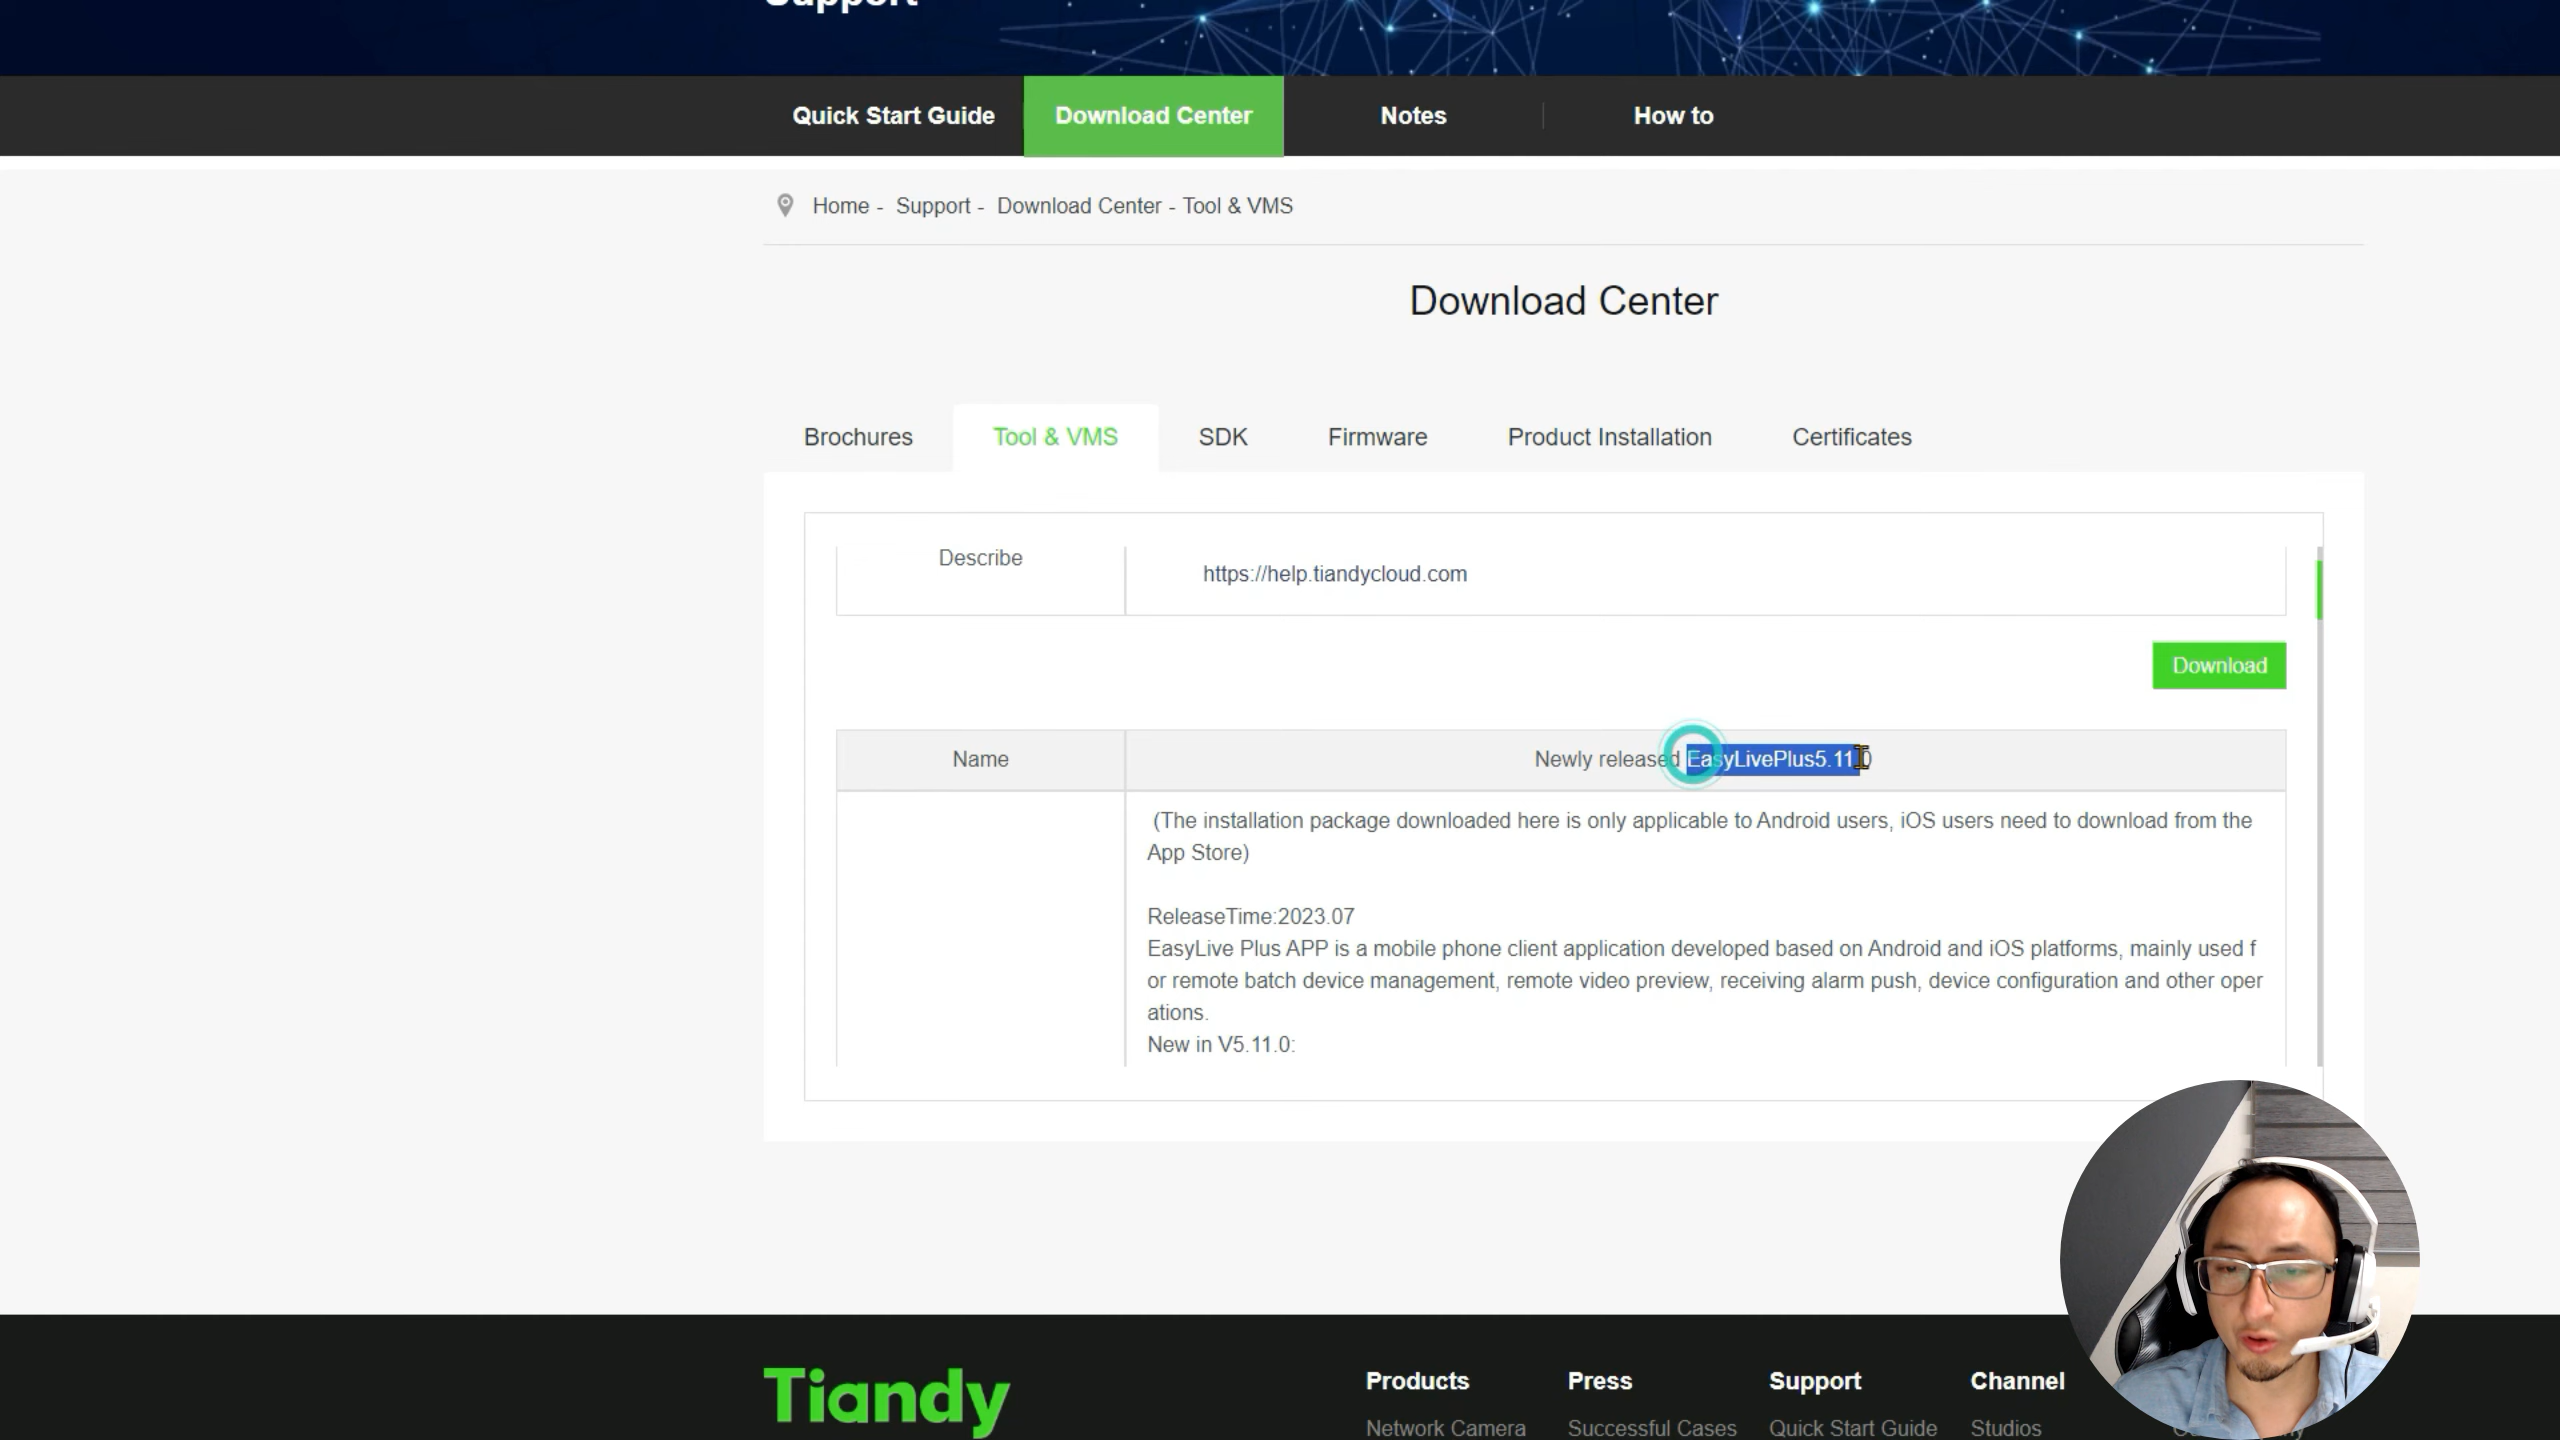 Support
Quick Start Guide
Download Center
Notes
How to
Home - Support - Download Center - Tool & VMS
Download Center
Brochures
Tool & VMS
SDK
Firmware
Product Installation
Certificates
Describe
https://help.tiandycloud.com
Download
Name
Newly released EasyLivePlus5.11.0
(The installation package downloaded here is only applicable to Android users, iOS users need to download from the
App Store)
ReleaseTime:2023.07
EasyLive Plus APP is a mobile phone client application developed based on Android and iOS platforms, mainly used f
or remote batch device management, remote video preview, receiving alarm push, device configuration and other oper
ations.
New in V5.11.0:
Tiandy
Products
Press
Support
Channel
Network Camera
Successful Cases
Quick Start Guide
Studios